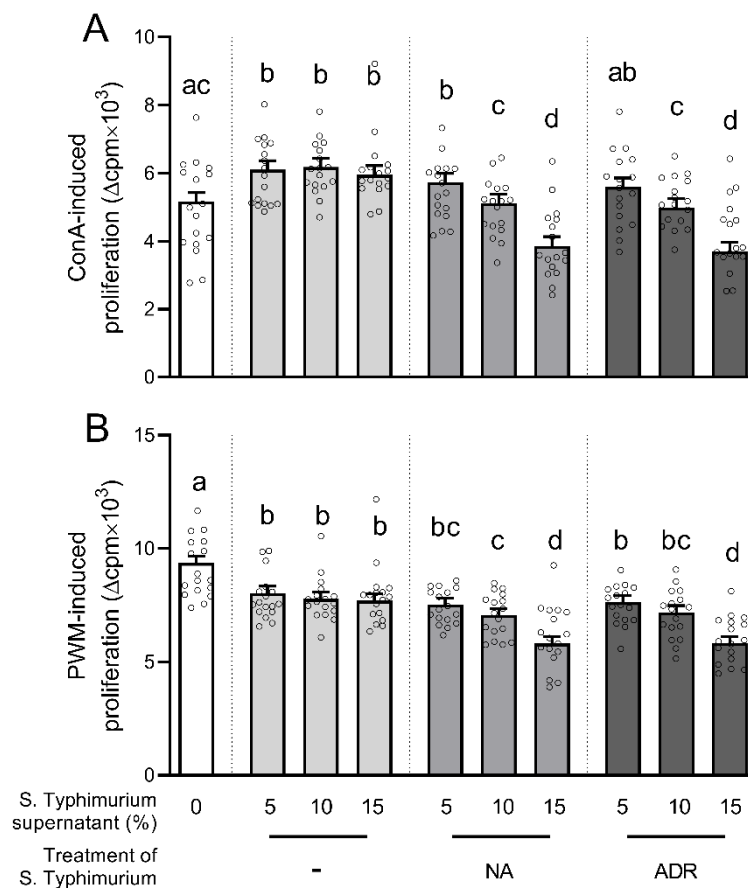 A
ConA-induced
proliferation (Δcpm×10³)
10
8
6
4
2
0
ac
b
b
b
b
c
d
ab
c
d
B
PWM-induced
proliferation (Δcpm×10³)
15
10
5
0
a
b
b
b
bc
c
d
b
bc
d
S. Typhimurium
supernatant (%)
0
5
10
15
5
10
15
5
10
15
Treatment of
S. Typhimurium
-
NA
ADR